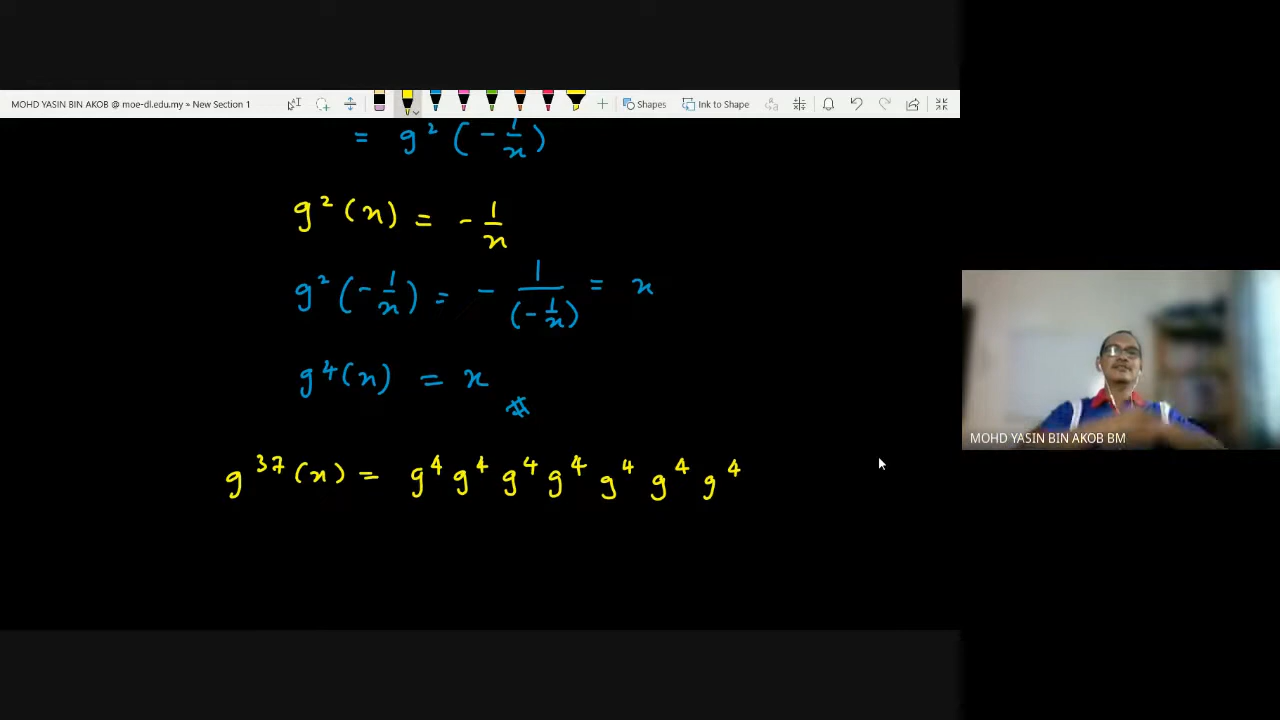 MOHD YASIN BIN AKOB @ moe-dl.edu.my » New Section 1
Shapes
Ink to Shape
= g² (-1/x)
g²(x) = -1/x
g²(-1/x) = - 1/(-1/x) = x
g⁴(x) = x
#
g³⁷(x) = g⁴ g⁴ g⁴ g⁴ g⁴ g⁴ g⁴
MOHD YASIN BIN AKOB BM